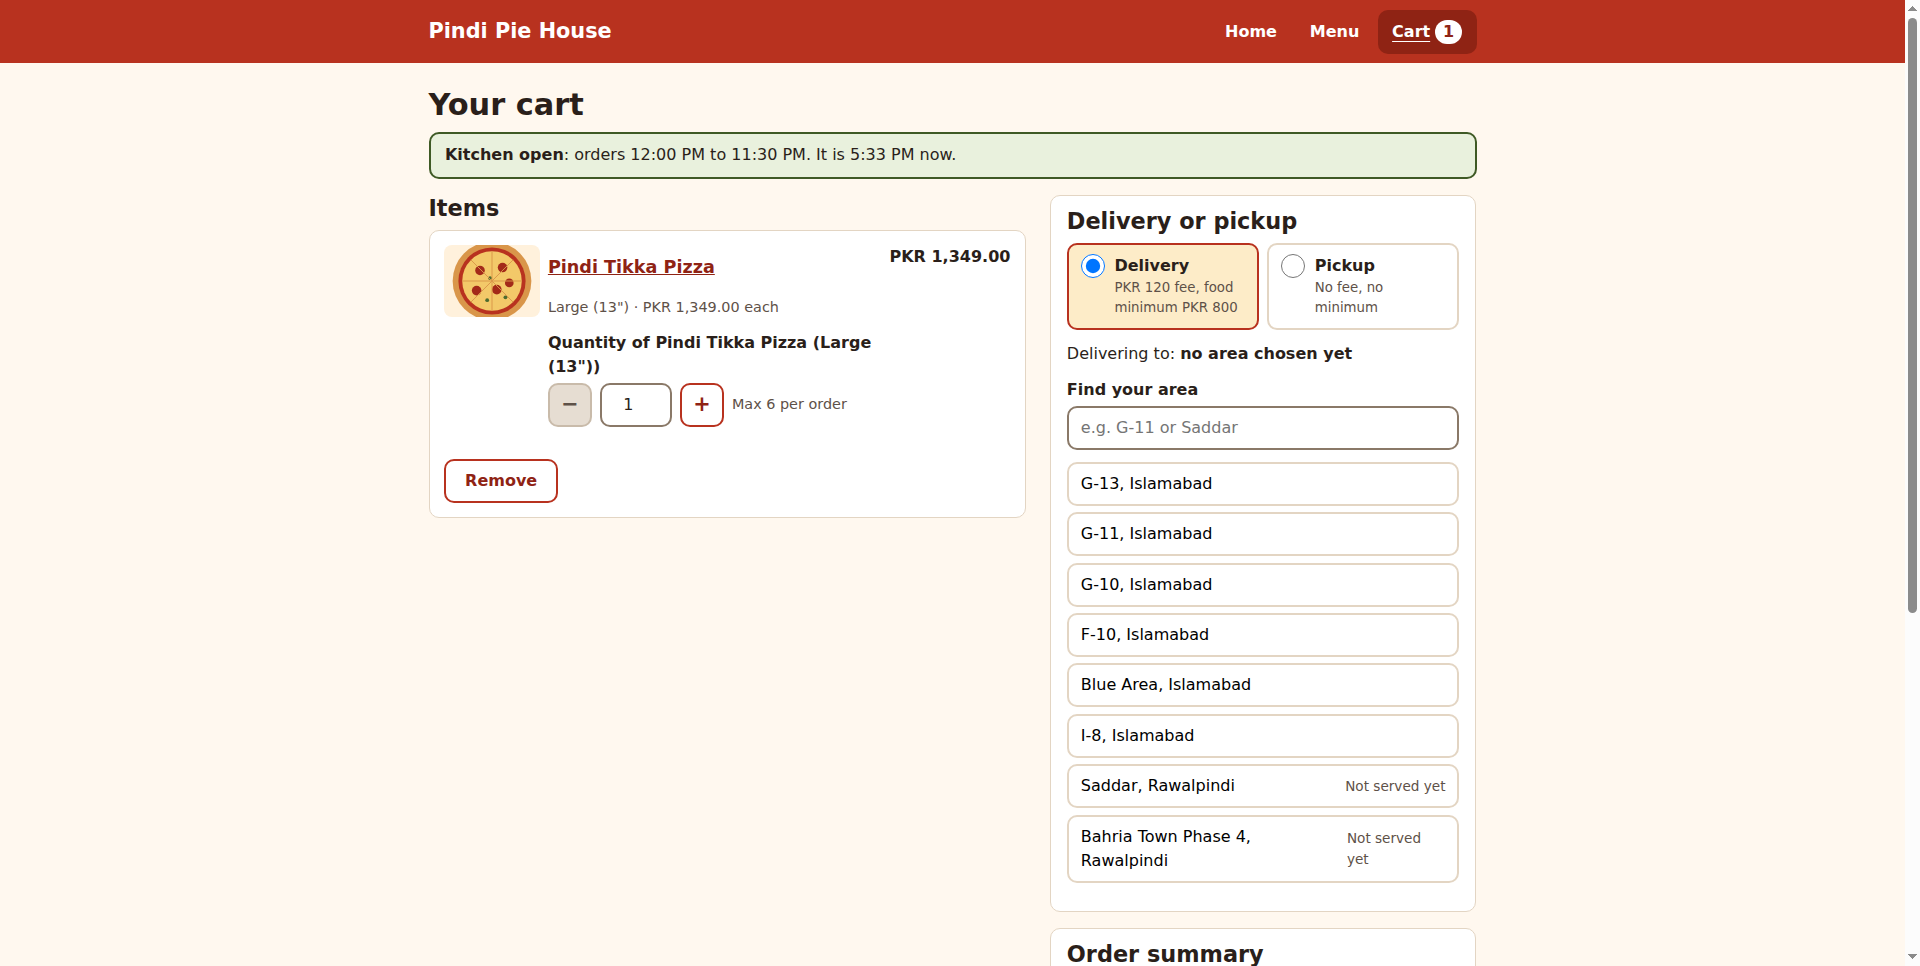 Pindi Pie House
Home
Menu
Cart 1
Your cart
Kitchen open: orders 12:00 PM to 11:30 PM. It is 5:33 PM now.
Items
Pindi Tikka Pizza
PKR 1,349.00
Large (13") · PKR 1,349.00 each
Quantity of Pindi Tikka Pizza (Large
(13"))
−
1
+
Max 6 per order
Remove
Delivery or pickup
Delivery
PKR 120 fee, food
minimum PKR 800
Pickup
No fee, no
minimum
Delivering to: no area chosen yet
Find your area
e.g. G-11 or Saddar
G-13, Islamabad
G-11, Islamabad
G-10, Islamabad
F-10, Islamabad
Blue Area, Islamabad
I-8, Islamabad
Saddar, Rawalpindi
Not served yet
Bahria Town Phase 4,
Rawalpindi
Not served
yet
Order summary